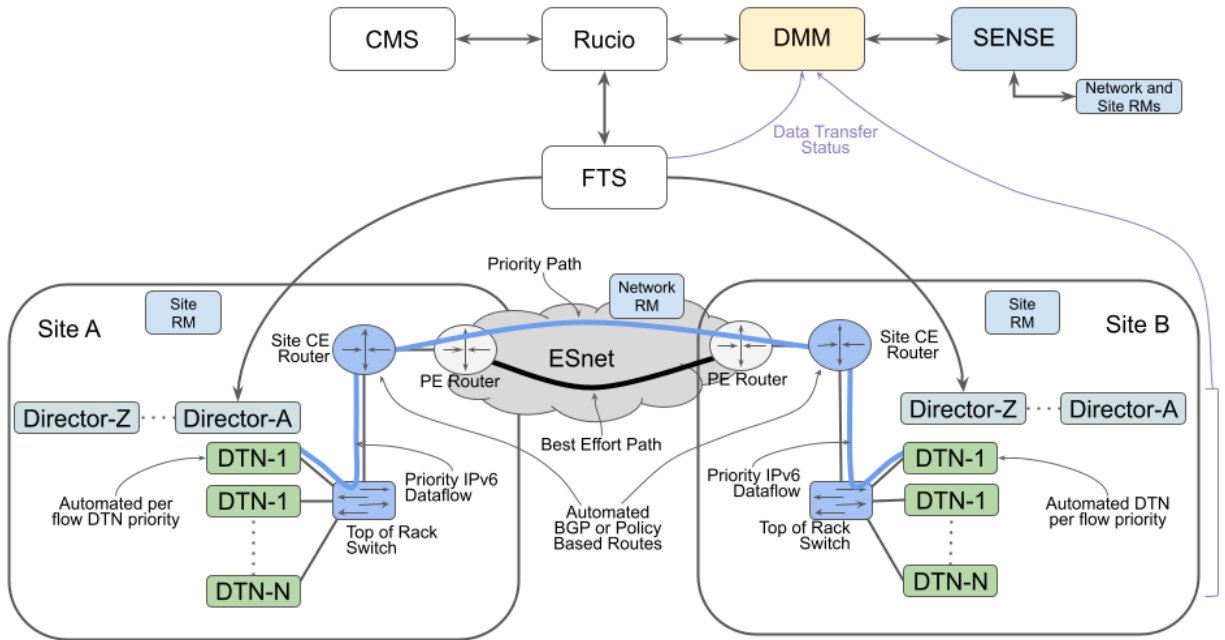 CMS
Rucio
DMM
SENSE
Network and
Site RMs
Data Transfer
Status
FTS
Priority Path
Network
RM
Site
RM
Site A
Site CE
Router
PE Router
ESnet
PE Router
Site CE
Router
Site
RM
Site B
Director-Z
Director-A
Best Effort Path
Director-Z
Director-A
DTN-1
Priority IPv6
Dataflow
Automated per
flow DTN priority
DTN-1
Top of Rack
Switch
DTN-N
Automated
BGP or Policy
Based Routes
Priority IPv6
Dataflow
DTN-1
DTN-1
Automated DTN
per flow priority
Top of Rack
Switch
DTN-N